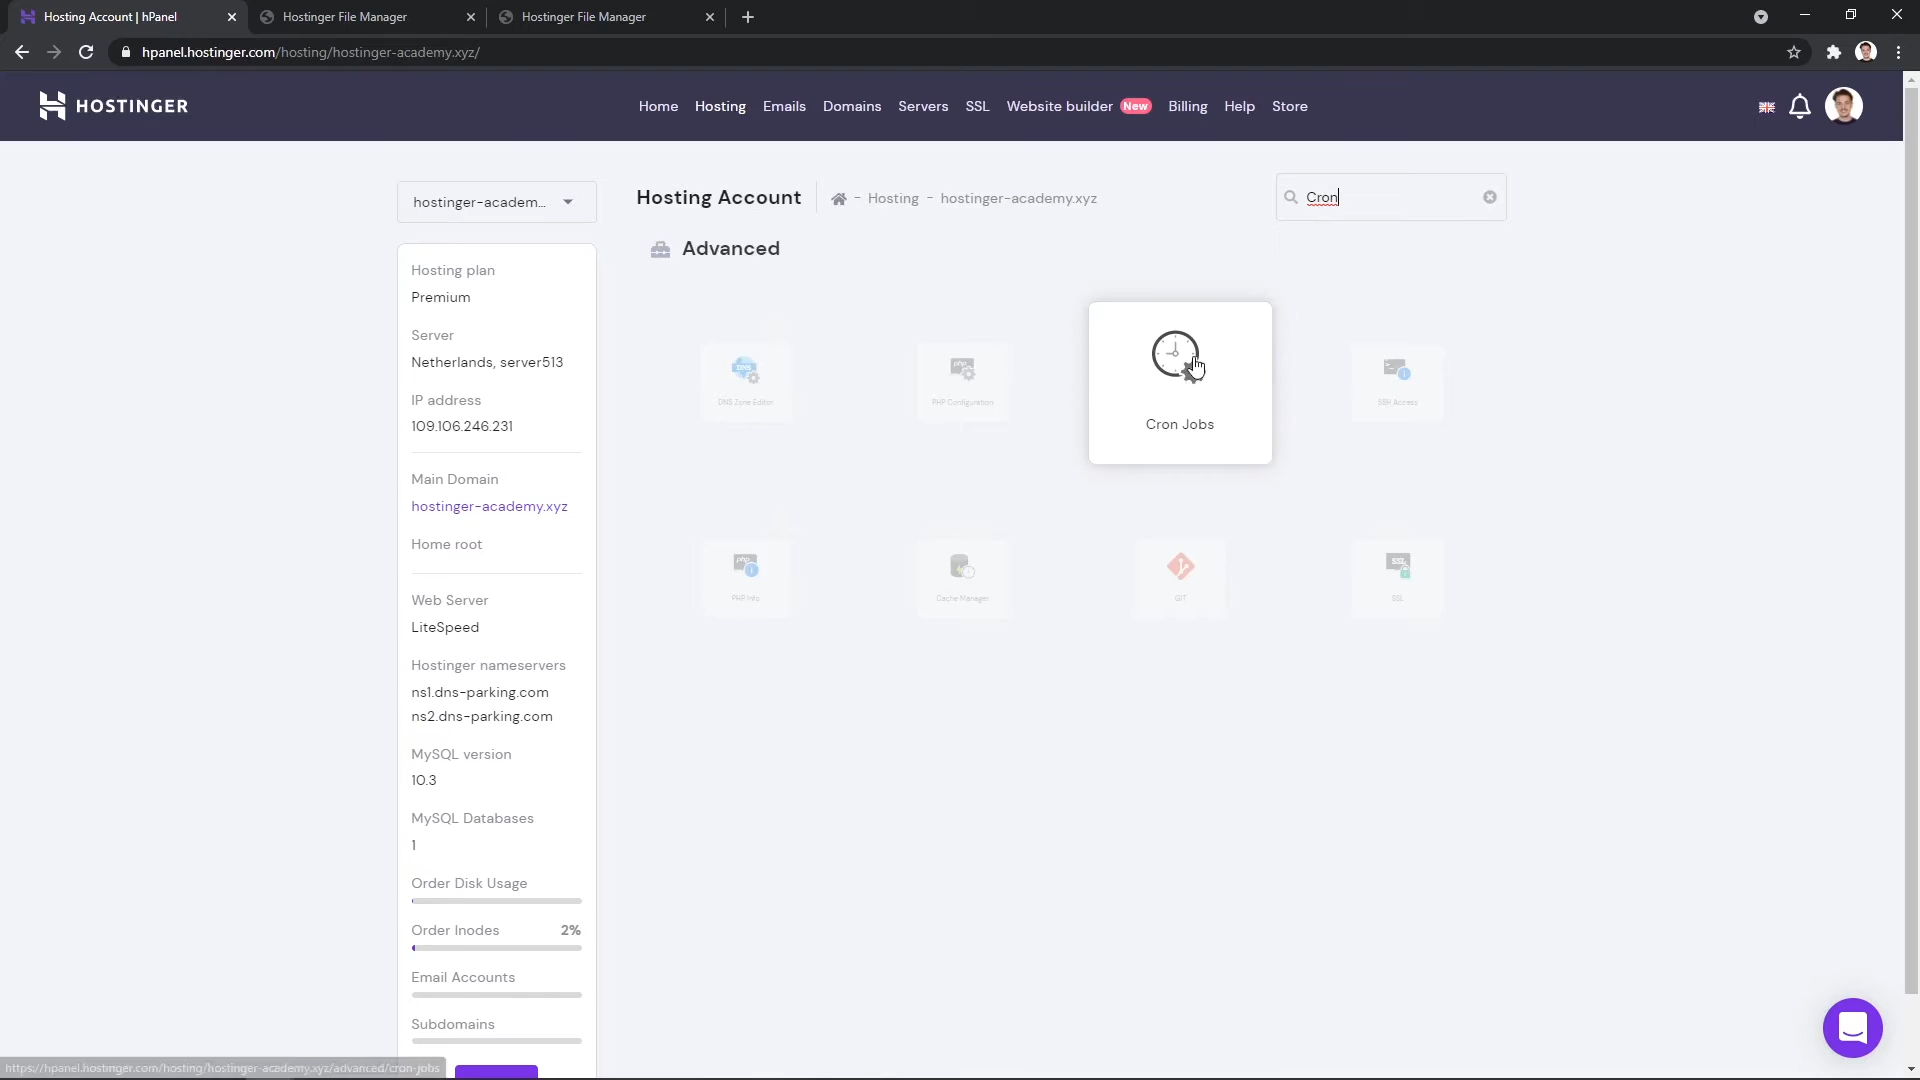 Hosting Account | hPanel
Hostinger File Manager
Hostinger File Manager
hpanel.hostinger.com/hosting/hostinger-academy.xyz/
HOSTINGER
Home Hosting Emails Domains Servers SSL Website builder New Billing Help Store
hostinger-academ...
Hosting Account
- Hosting - hostinger-academy.xyz
Cron
Advanced
Hosting plan
Premium
Server
Netherlands, server513
IP address
109.106.246.231
Main Domain
hostinger-academy.xyz
Home root
Web Server
LiteSpeed
Hostinger nameservers
ns1.dns-parking.com
ns2.dns-parking.com
MySQL version
10.3
MySQL Databases
1
Order Disk Usage
Order Inodes 2%
Email Accounts
Subdomains
DNS
DNS Zone Editor
php
PHP Configuration
Cron Jobs
SSH Access
php
PHP Info
Cache Manager
GIT
SSL
SSL
https://hpanel.hostinger.com/hosting/hostinger-academy.xyz/advanced/cron-jobs